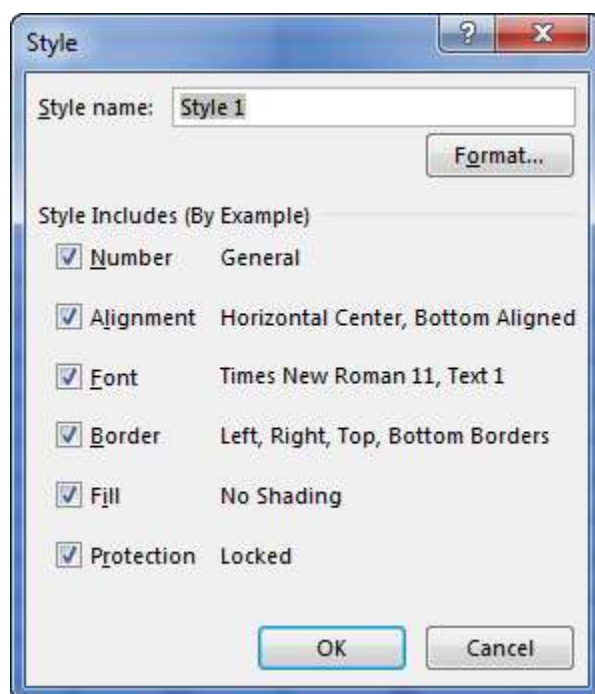 Style
?
Style name: Style 1
Format...
Style Includes (By Example)
Number General
Alignment Horizontal Center, Bottom Aligned
Font Times New Roman 11, Text 1
Border Left, Right, Top, Bottom Borders
Fill No Shading
Protection Locked
OK Cancel